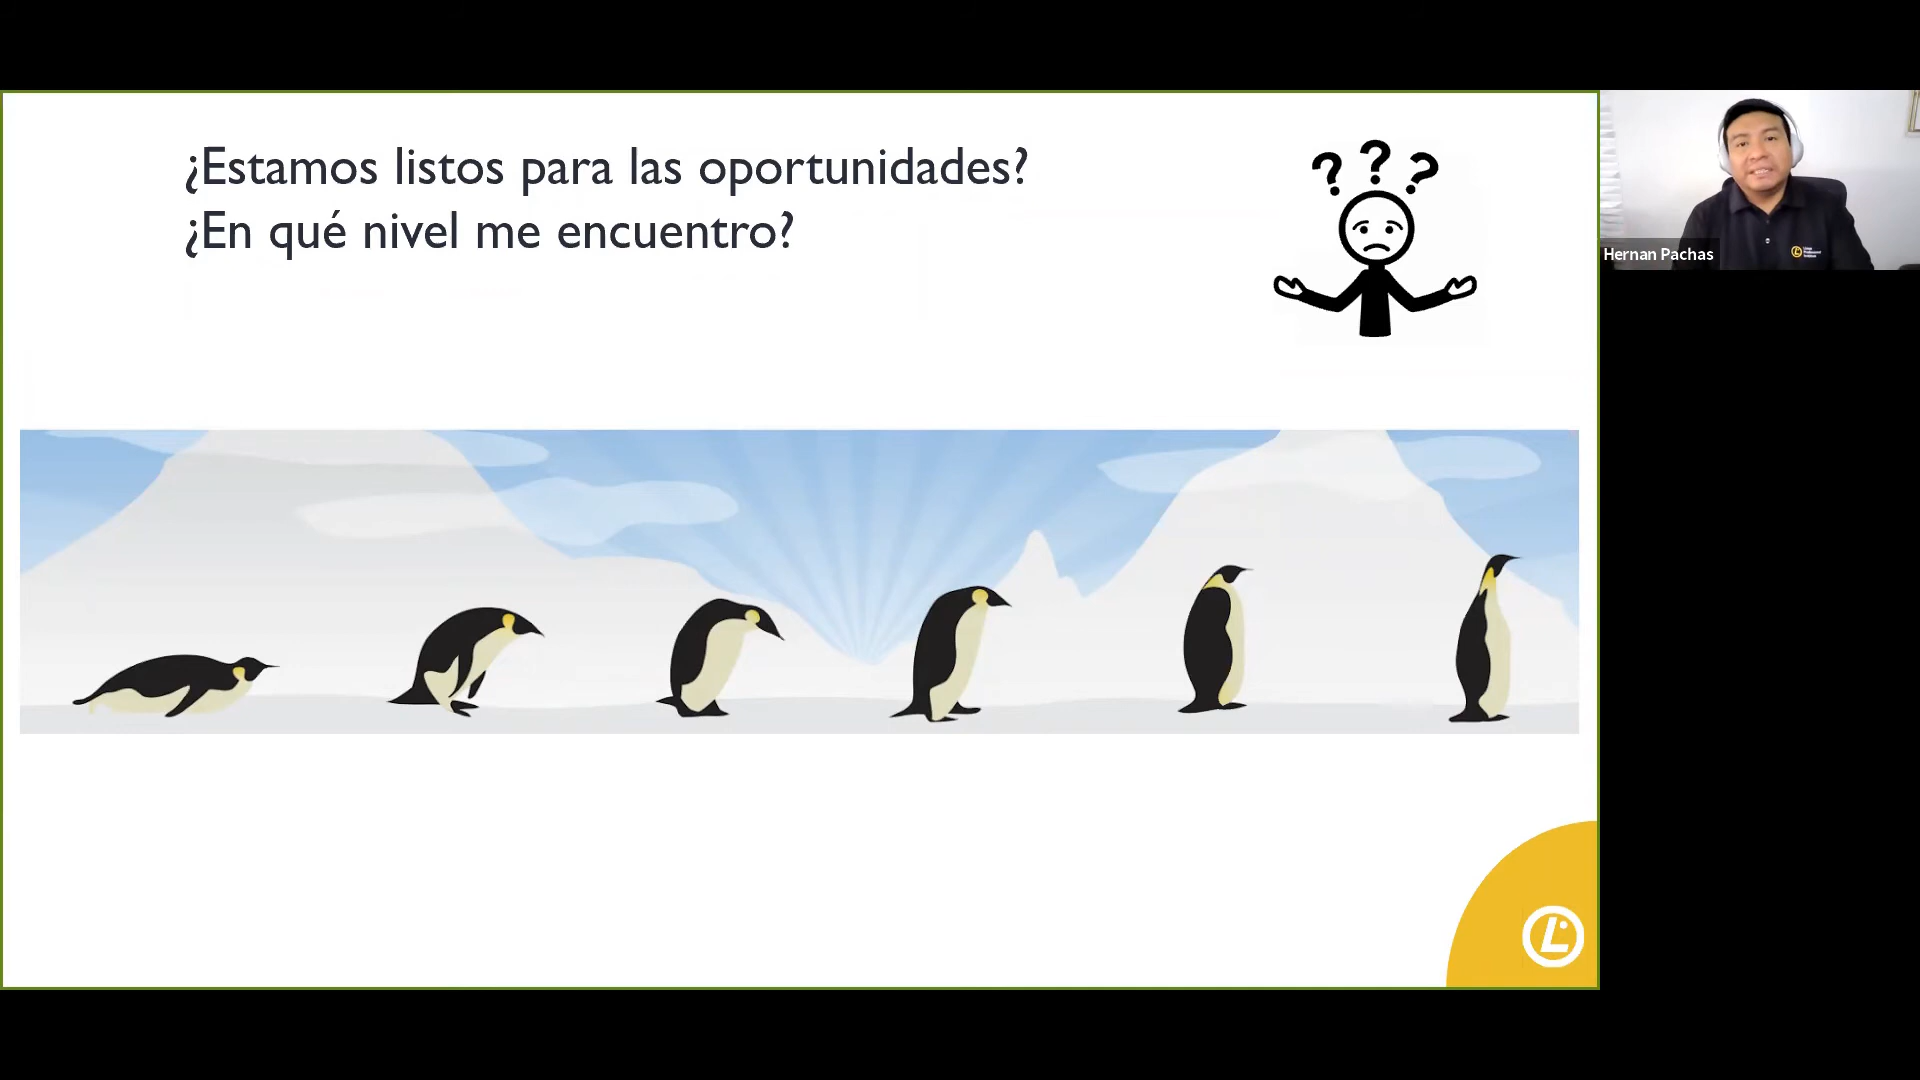 ¿Estamos listos para las oportunidades?
¿En qué nivel me encuentro?
? ? ?
Hernan Pachas